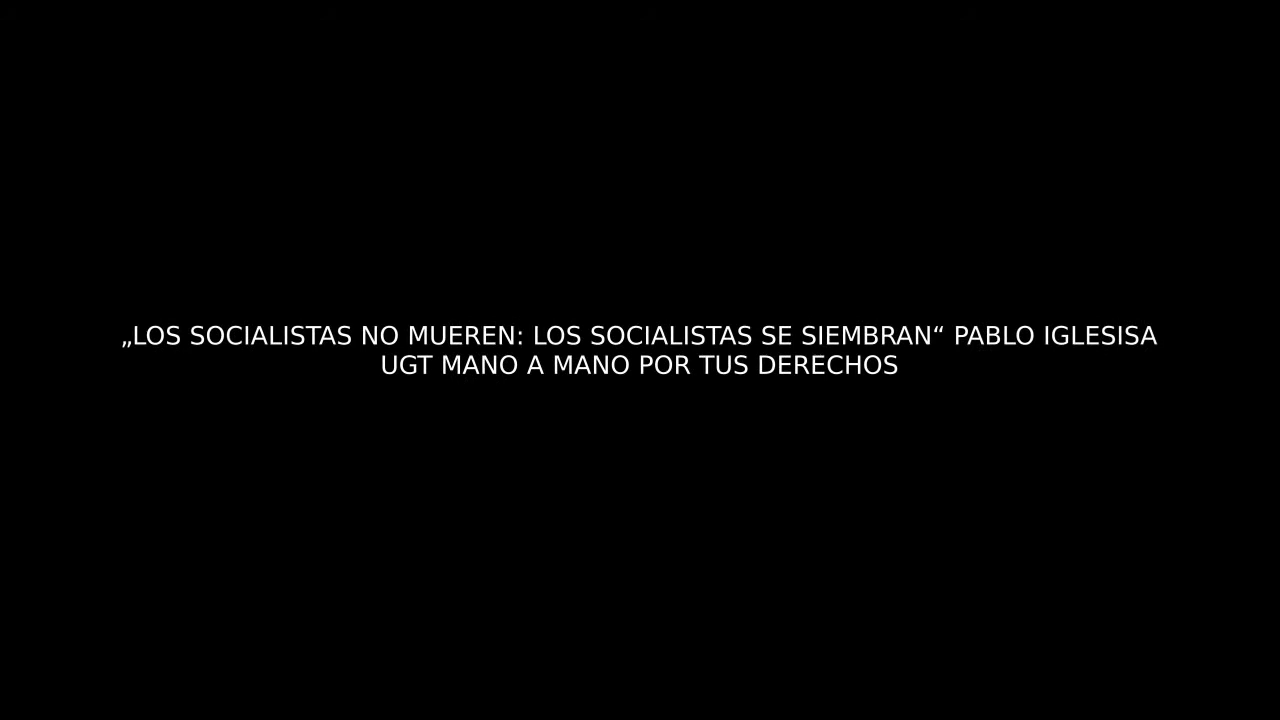 „LOS SOCIALISTAS NO MUEREN: LOS SOCIALISTAS SE SIEMBRAN“ PABLO IGLESISA
UGT MANO A MANO POR TUS DERECHOS